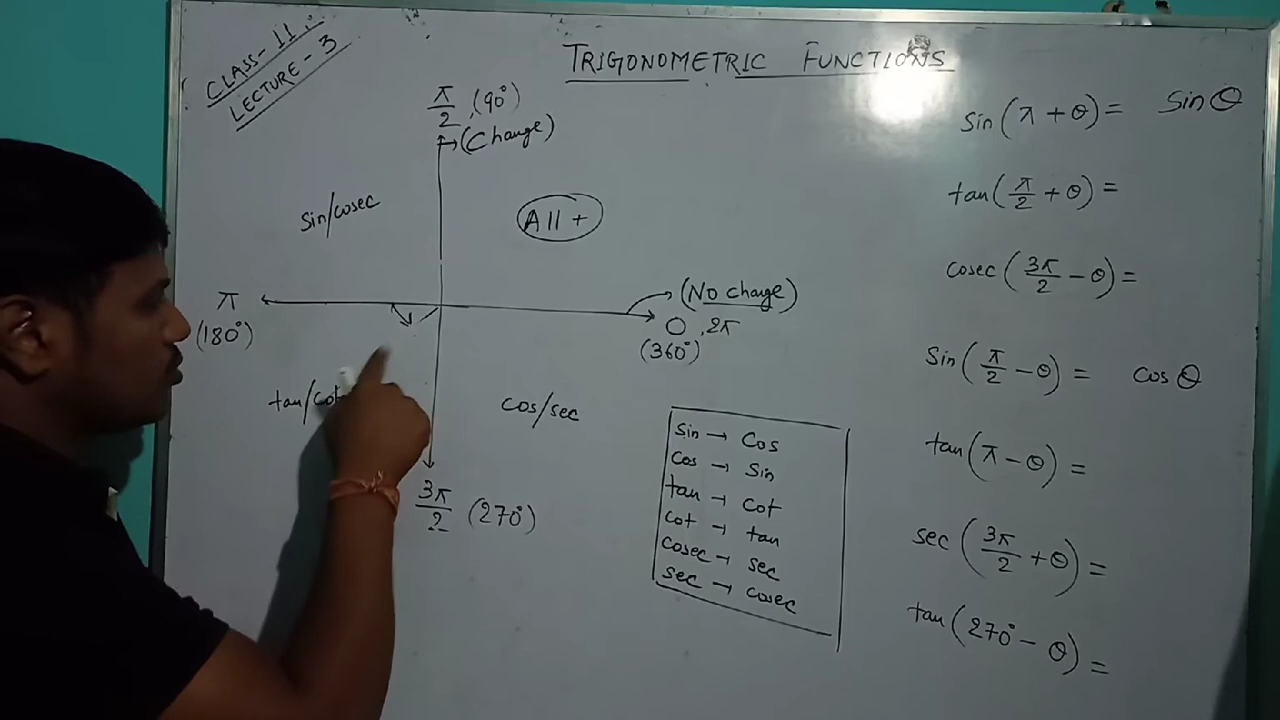 CLASS-11
LECTURE-3
TRIGONOMETRIC FUNCTIONS
π/2, (90°)
(Change)
sin/cosec
All +
π
(180°)
(No change)
0, 2π
(360°)
tan/cot
cos/sec
3π/2 (270°)
sin → Cos
Cos → Sin
tan → Cot
Cot → tan
Cosec → sec
sec → cosec
sin(π + θ) = sin θ
tan(π/2 + θ) =
cosec(3π/2 - θ) =
sin(π/2 - θ) = cos θ
tan(π - θ) =
sec(3π/2 + θ) =
tan(270° - θ) =